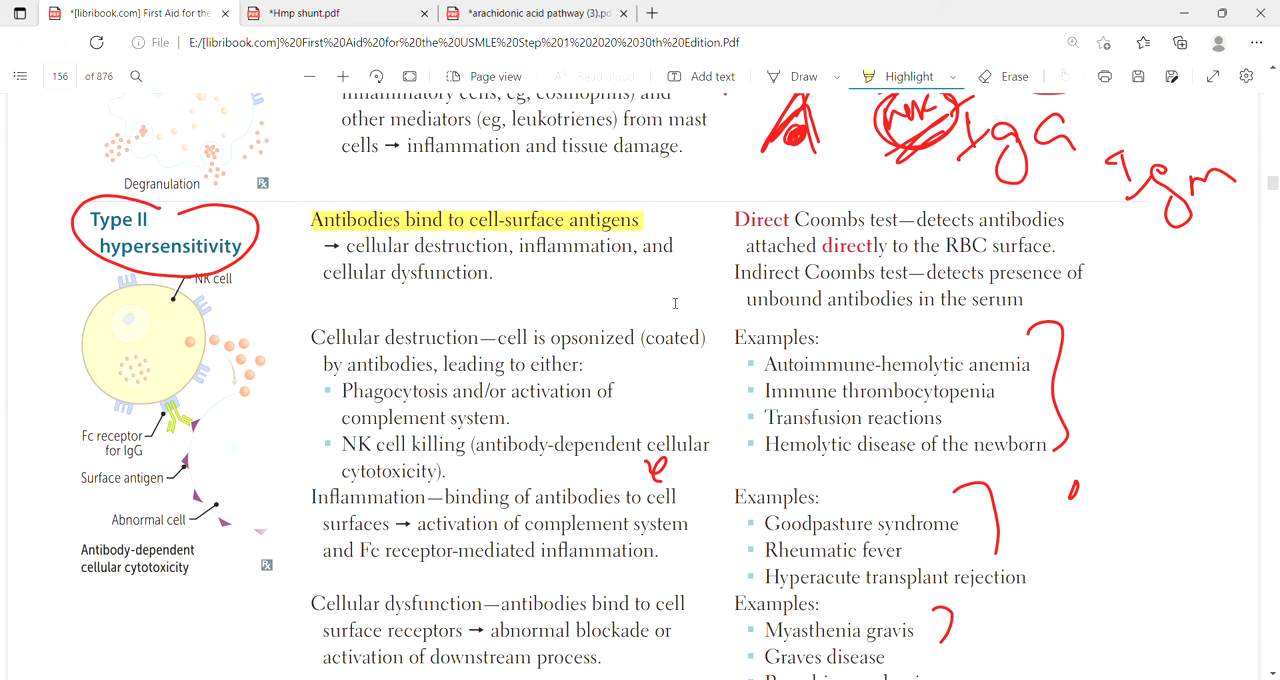 *[libribook.com] First Aid for the
*Hmp shunt.pdf
*arachidonic acid pathway (3).pd
File
E:/[libribook.com]%20First%20Aid%20for%20the%20USMLE%20Step%201%202020%2030th%20Edition.Pdf
156 of 876
Page view
Read aloud
Add text
Draw
Highlight
Erase
inflammatory cells, eg, eosinophils) and
other mediators (eg, leukotrienes) from mast
cells → inflammation and tissue damage.
Degranulation
Rx
NK
IgG
IgM
Type II
hypersensitivity
NK cell
Fc receptor
for IgG
Surface antigen
Abnormal cell
Antibody-dependent
cellular cytotoxicity
Rx
Antibodies bind to cell-surface antigens
→ cellular destruction, inflammation, and
cellular dysfunction.
Cellular destruction—cell is opsonized (coated)
by antibodies, leading to either:
▪ Phagocytosis and/or activation of
complement system.
▪ NK cell killing (antibody-dependent cellular
cytotoxicity).
Inflammation—binding of antibodies to cell
surfaces → activation of complement system
and Fc receptor-mediated inflammation.
Cellular dysfunction—antibodies bind to cell
surface receptors → abnormal blockade or
activation of downstream process.
Direct Coombs test—detects antibodies
attached directly to the RBC surface.
Indirect Coombs test—detects presence of
unbound antibodies in the serum
Examples:
▪ Autoimmune-hemolytic anemia
▪ Immune thrombocytopenia
▪ Transfusion reactions
▪ Hemolytic disease of the newborn
Examples:
▪ Goodpasture syndrome
▪ Rheumatic fever
▪ Hyperacute transplant rejection
Examples:
▪ Myasthenia gravis
▪ Graves disease